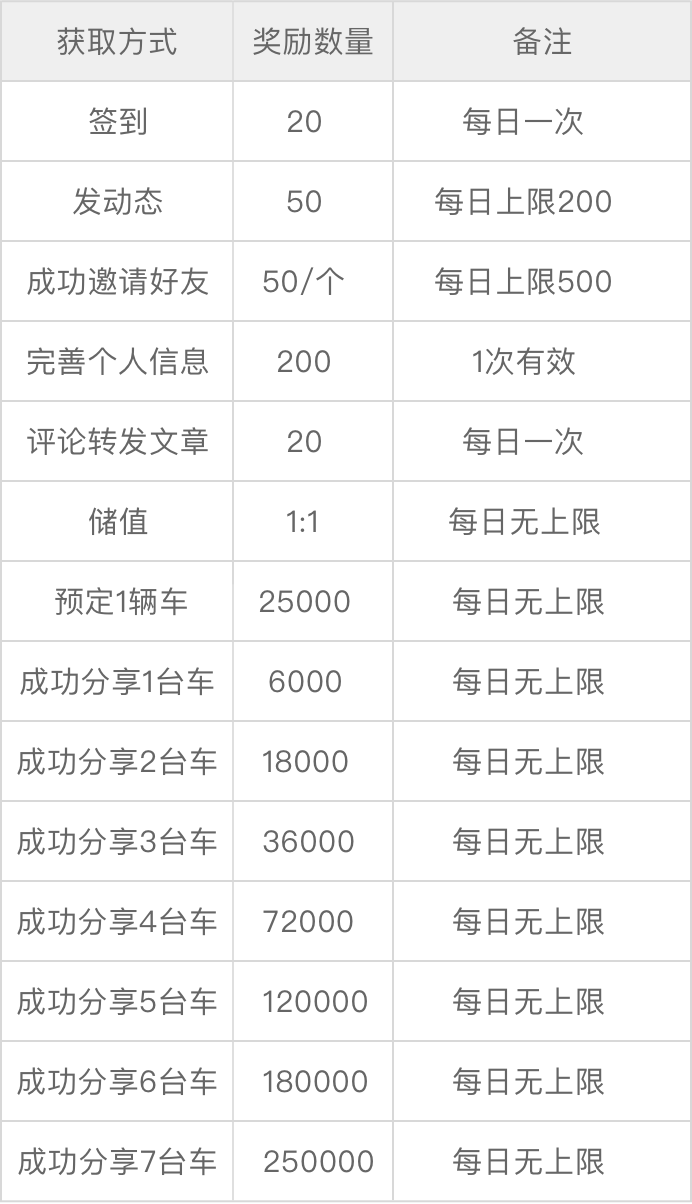 获取方式 奖励数量 备注
签到 20 每日一次
发动态 50 每日上限200
成功邀请好友 50/个 每日上限500
完善个人信息 200 1次有效
评论转发文章 20 每日一次
储值 1:1 每日无上限
预定1辆车 25000 每日无上限
成功分享1台车 6000 每日无上限
成功分享2台车 18000 每日无上限
成功分享3台车 36000 每日无上限
成功分享4台车 72000 每日无上限
成功分享5台车 120000 每日无上限
成功分享6台车 180000 每日无上限
成功分享7台车 250000 每日无上限